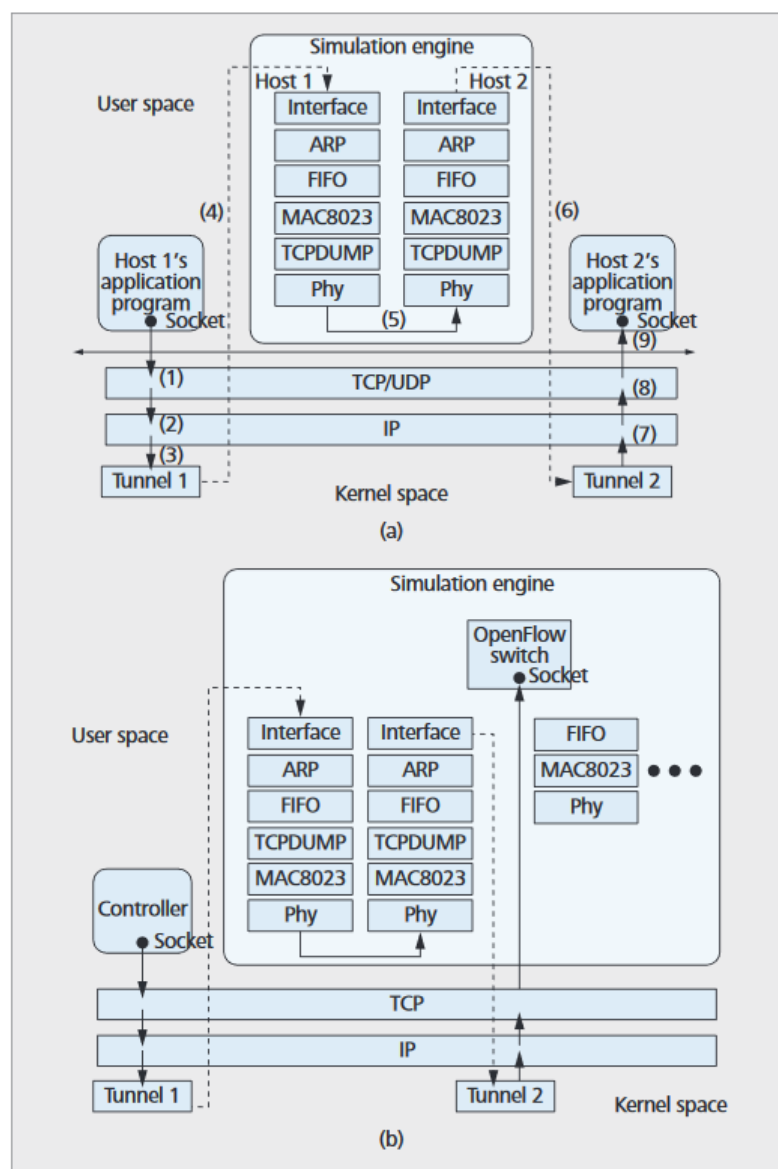 Simulation engine
Host 1
Host 2
User space
Interface
Interface
ARP
ARP
FIFO
FIFO
(4)
(6)
MAC8023
MAC8023
TCPDUMP
TCPDUMP
Host 1's
application
program
Host 2's
application
program
Phy
Phy
(5)
Socket
Socket
(9)
(1)
TCP/UDP
(8)
(2)
IP
(7)
(3)
Tunnel 1
Tunnel 2
Kernel space
(a)
Simulation engine
OpenFlow
switch
Socket
User space
Interface
Interface
FIFO
ARP
ARP
MAC8023
FIFO
FIFO
Phy
TCPDUMP
TCPDUMP
MAC8023
MAC8023
Controller
Phy
Phy
Socket
TCP
IP
Tunnel 1
Tunnel 2
Kernel space
(b)